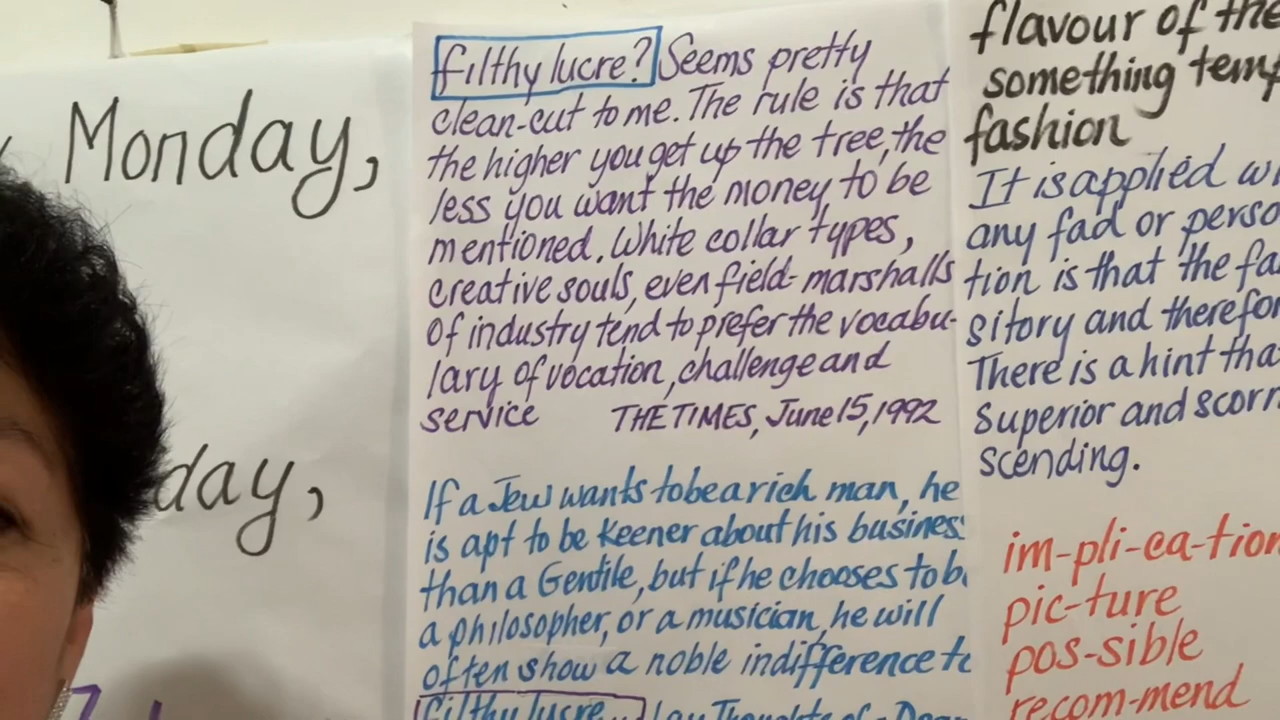 Monday,
day,
filthy lucre? Seems pretty
clean-cut to me. The rule is that
the higher you get up the tree, the
less you want the money, to be
mentioned. White collar types,
creative souls, even field-marshalls
of industry tend to prefer the vocabu-
lary of vocation, challenge and
service THE TIMES, June 15, 1992
If a Jew wants to be a rich man, he
is apt to be keener about his business
than a Gentile, but if he chooses to b
a philosopher, or a musician, he will
often show a noble indifference to
filthy lucre
flavour of the
something temp
fashion
It is applied wi
any fad or perso
tion is that the fa
sitory and therefor
There is a hint tha
superior and scorn
scending.
im-pli-ca-tion
pic-ture
pos-sible
recom-mend